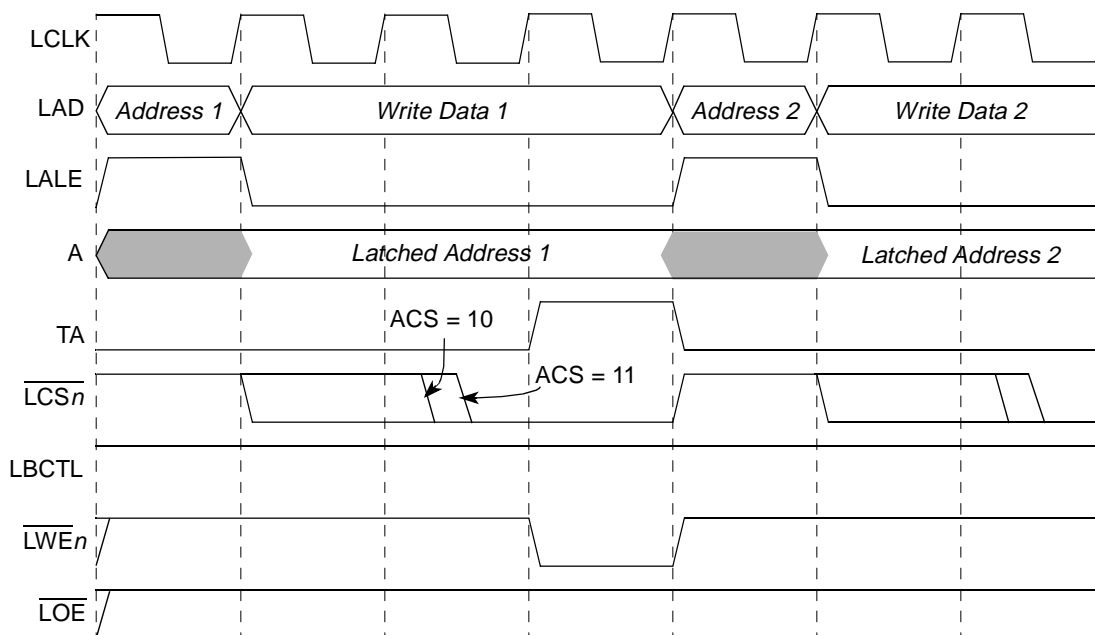 LCLK
LAD Address 1 Write Data 1 Address 2 Write Data 2
LALE
A Latched Address 1 Latched Address 2
TA ACS = 10
LCSn ACS = 11
LBCTL
LWEn
LOE